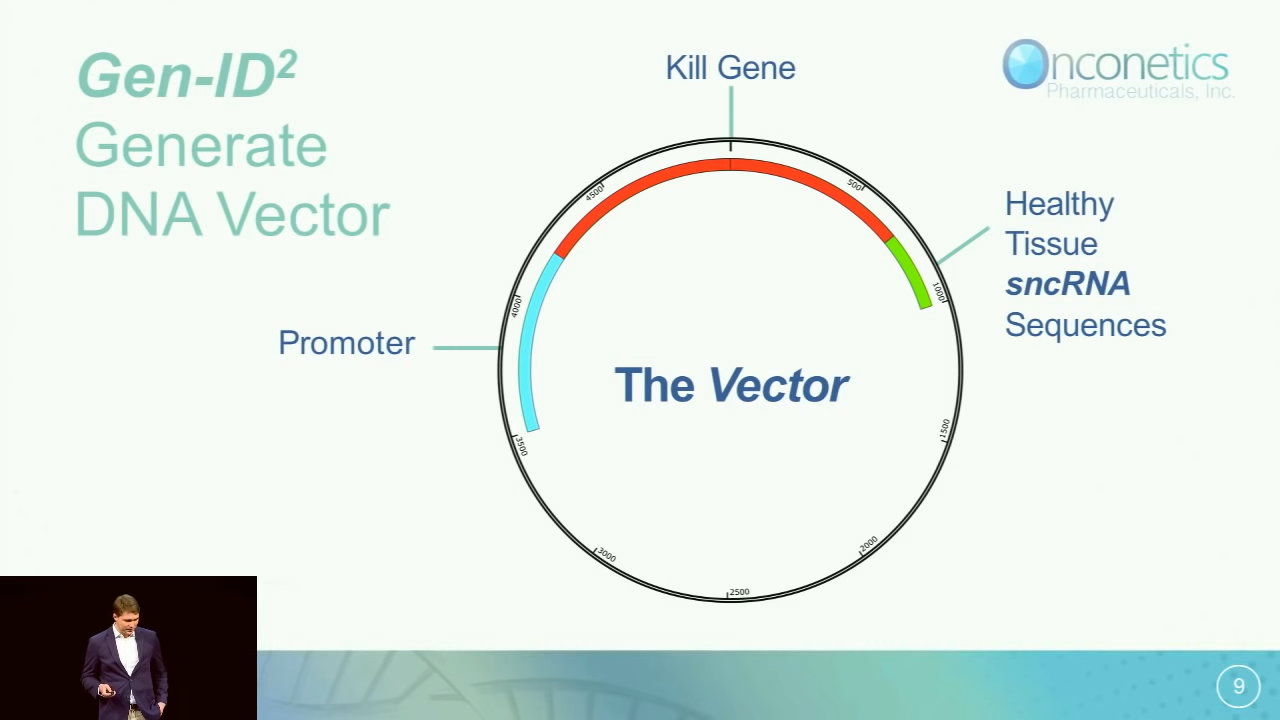 Gen-ID²
Generate
DNA Vector
Kill Gene
Onconetics
Pharmaceuticals, Inc.
Healthy
Tissue
sncRNA
Sequences
Promoter
The Vector
500
1000
1500
2000
2500
3000
3500
4000
4500
9